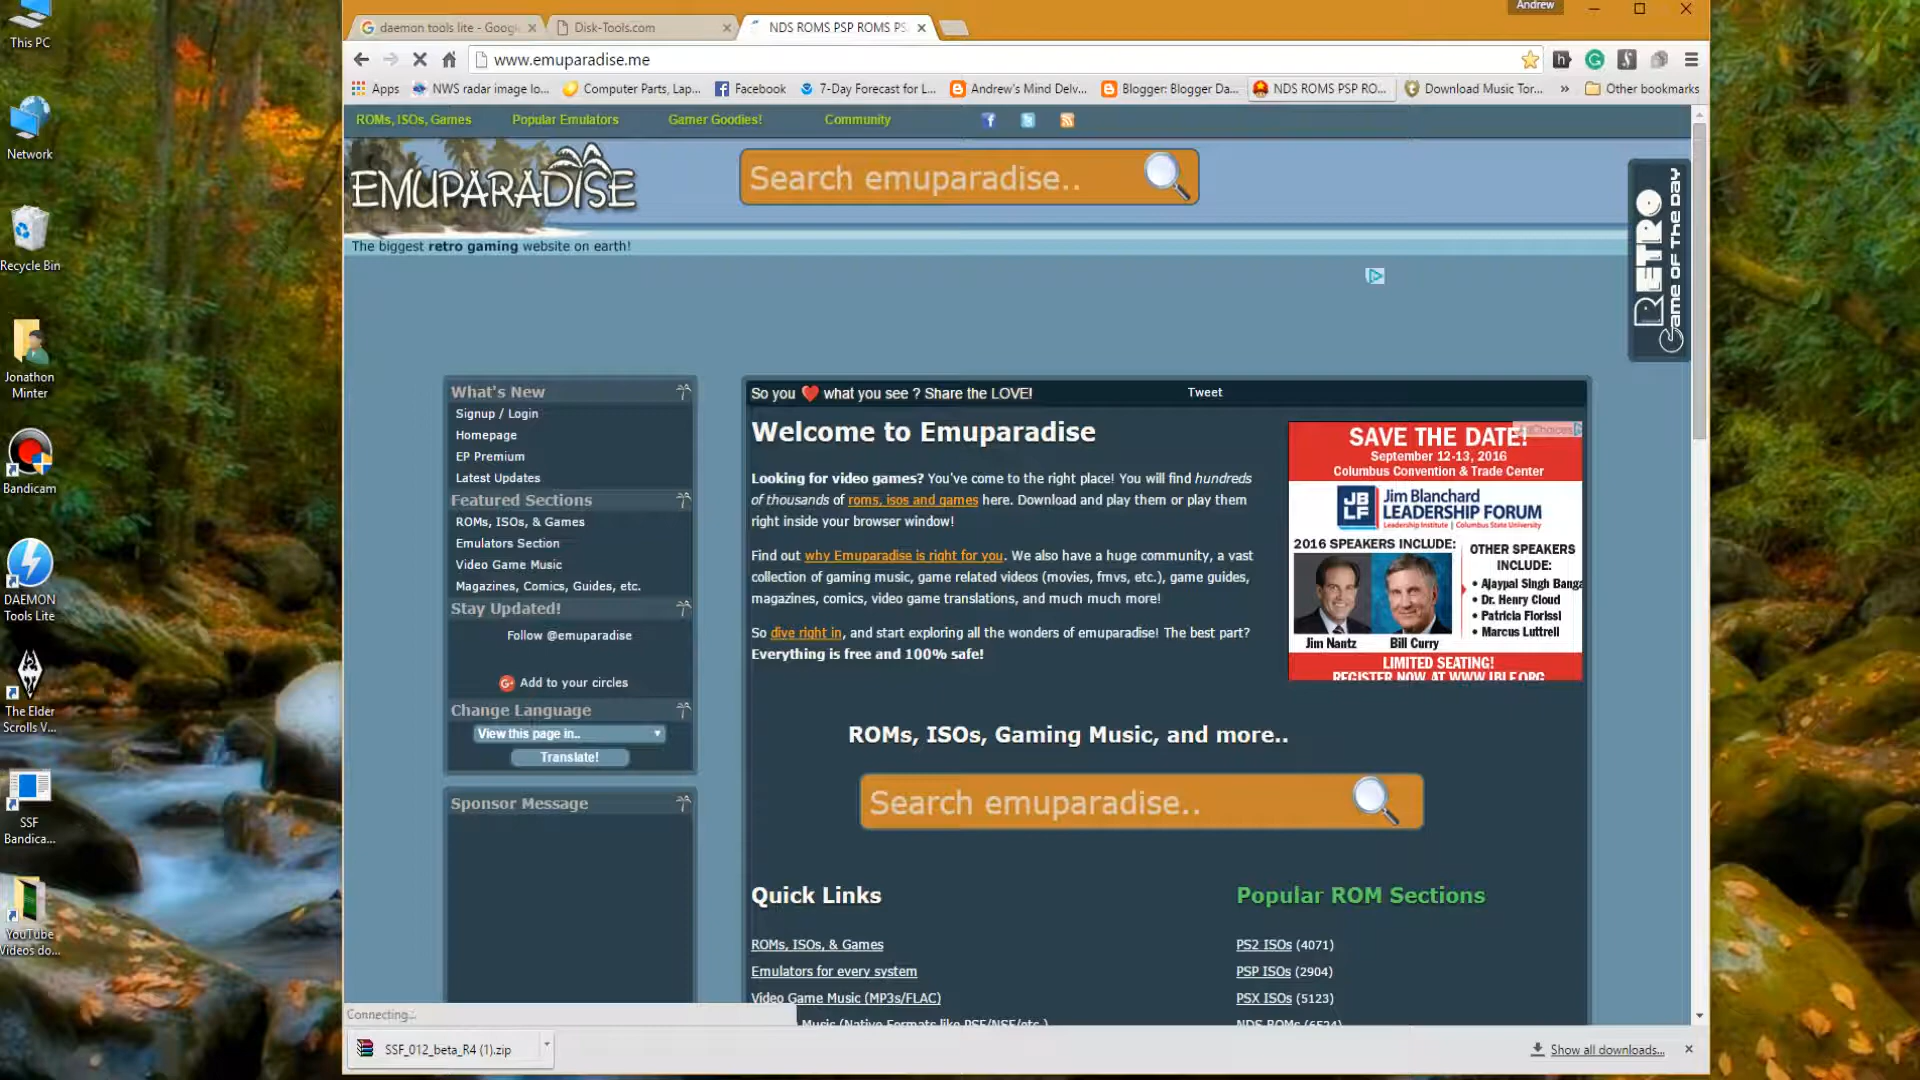 This PC
Network
Recycle Bin
Jonathon
Minter
Bandicam
DAEMON
Tools Lite
The Elder
Scrolls V...
SSF
Bandica...
YouTube
Videos do...
Andrew
daemon tools lite - Goog
Disk-Tools.com
NDS ROMS PSP ROMS PS
www.emuparadise.me
Apps
NWS radar image lo...
Computer Parts, Lap...
Facebook
7-Day Forecast for L...
Andrew's Mind Delv...
Blogger: Blogger Da...
NDS ROMS PSP RO...
Download Music Tor...
»
Other bookmarks
ROMs, ISOs, Games
Popular Emulators
Gamer Goodies!
Community
EMUPARADISE
Search emuparadise..
The biggest retro gaming website on earth!
RETRO
Game OF THE DAY
What's New
Signup / Login
Homepage
EP Premium
Latest Updates
Featured Sections
ROMs, ISOs, & Games
Emulators Section
Video Game Music
Magazines, Comics, Guides, etc.
Stay Updated!
Follow @emuparadise
Add to your circles
Change Language
View this page in..
Translate!
Sponsor Message
So you ❤ what you see ? Share the LOVE!
Tweet
Welcome to Emuparadise
Looking for video games? You've come to the right place! You will find hundreds
of thousands of roms, isos and games here. Download and play them or play them
right inside your browser window!
Find out why Emuparadise is right for you. We also have a huge community, a vast
collection of gaming music, game related videos (movies, fmvs, etc.), game guides,
magazines, comics, video game translations, and much much more!
So dive right in, and start exploring all the wonders of emuparadise! The best part?
Everything is free and 100% safe!
SAVE THE DATE!
September 12-13, 2016
Columbus Convention & Trade Center
JB
LF
Jim Blanchard
LEADERSHIP FORUM
Leadership Institute | Columbus State University
2016 SPEAKERS INCLUDE:
Jim Nantz
Bill Curry
OTHER SPEAKERS
INCLUDE:
• Ajaypal Singh Banga
• Dr. Henry Cloud
• Patricia Florissi
• Marcus Luttrell
LIMITED SEATING!
REGISTER NOW AT WWW.JBLF.ORG
ROMs, ISOs, Gaming Music, and more..
Search emuparadise..
Quick Links
ROMs, ISOs, & Games
Emulators for every system
Video Game Music (MP3s/FLAC)
Music (Native Formats like PSF/NSF/etc.)
Popular ROM Sections
PS2 ISOs (4071)
PSP ISOs (2904)
PSX ISOs (5123)
NDS ROMs (6524)
Connecting...
SSF_012_beta_R4 (1).zip
Show all downloads...